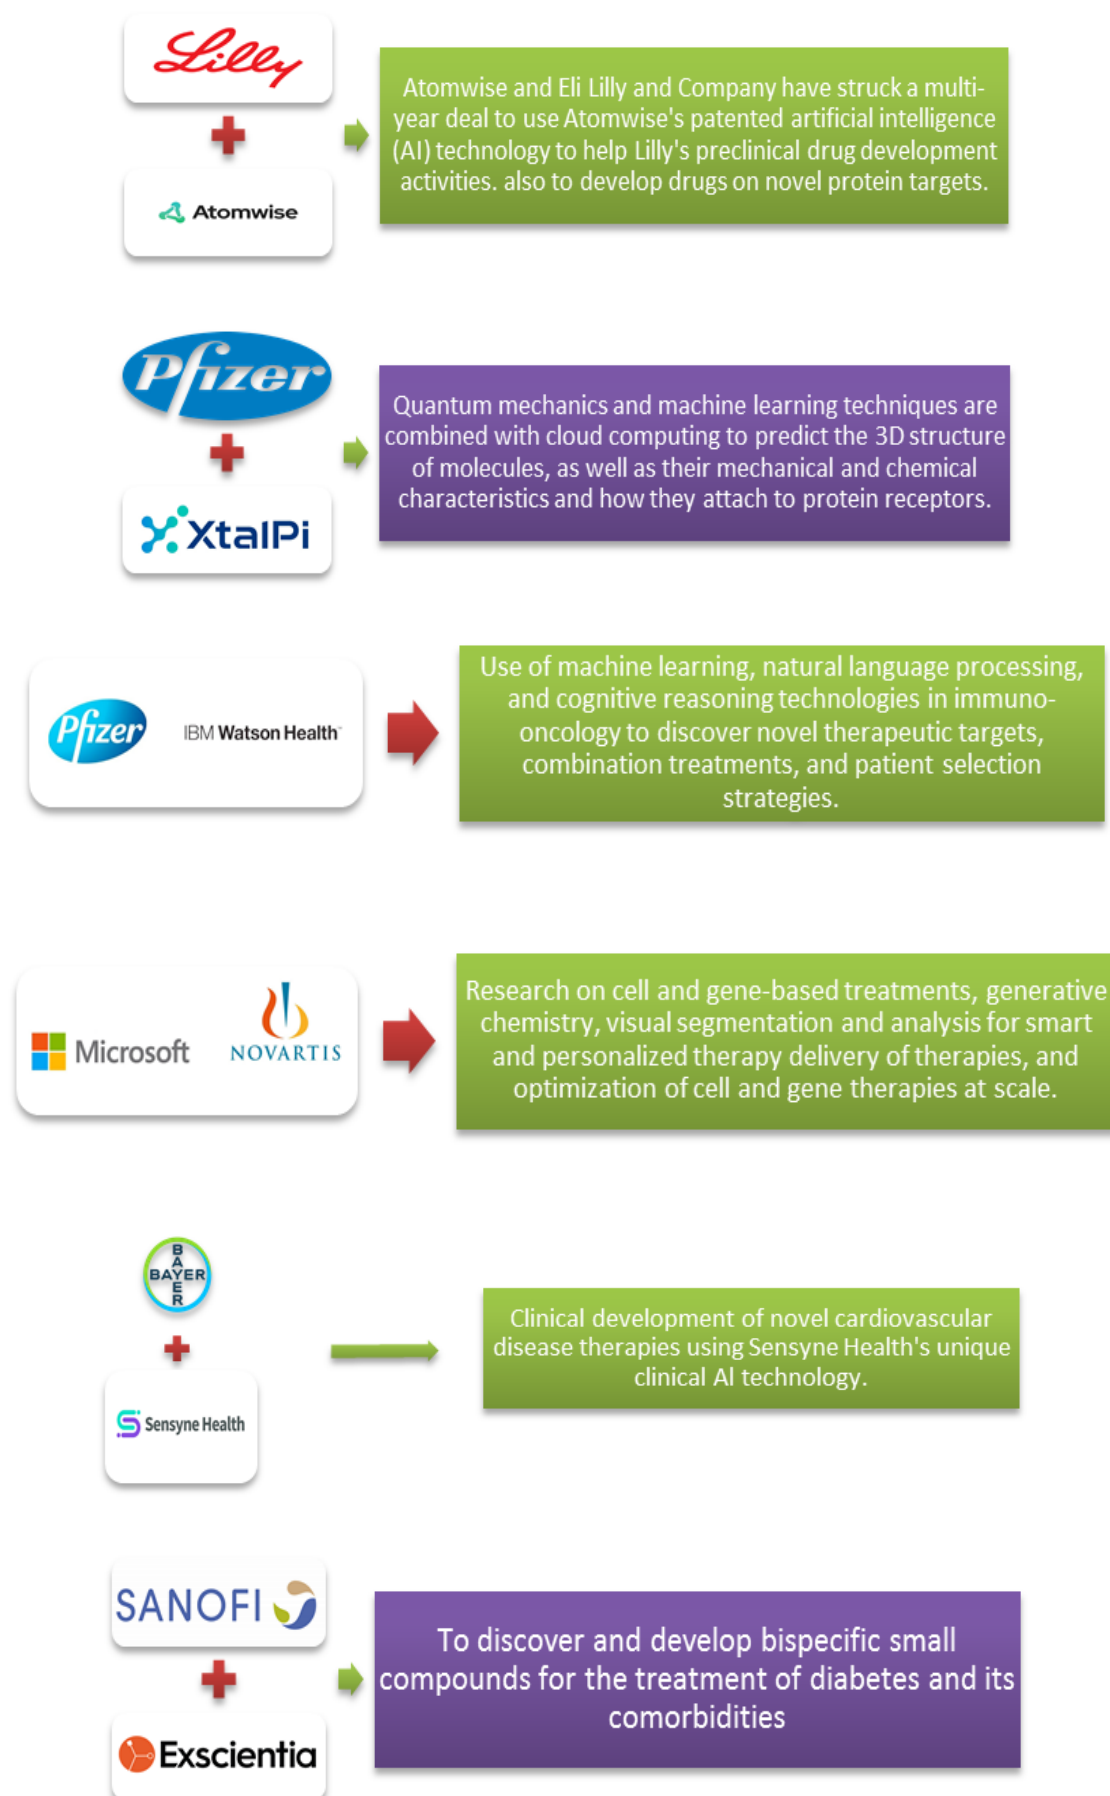 Lilly
Atomwise
Atomwise and Eli Lilly and Company have struck a multi-
year deal to use Atomwise's patented artificial intelligence
(AI) technology to help Lilly's preclinical drug development
activities. also to develop drugs on novel protein targets.
Pfizer
XtalPi
Quantum mechanics and machine learning techniques are
combined with cloud computing to predict the 3D structure
of molecules, as well as their mechanical and chemical
characteristics and how they attach to protein receptors.
Pfizer
IBM Watson Health™
Use of machine learning, natural language processing,
and cognitive reasoning technologies in immuno-
oncology to discover novel therapeutic targets,
combination treatments, and patient selection
strategies.
Microsoft
NOVARTIS
Research on cell and gene-based treatments, generative
chemistry, visual segmentation and analysis for smart
and personalized therapy delivery of therapies, and
optimization of cell and gene therapies at scale.
BAYER
BAYER
Sensyne Health
Clinical development of novel cardiovascular
disease therapies using Sensyne Health's unique
clinical Al technology.
SANOFI
Exscientia
To discover and develop bispecific small
compounds for the treatment of diabetes and its
comorbidities